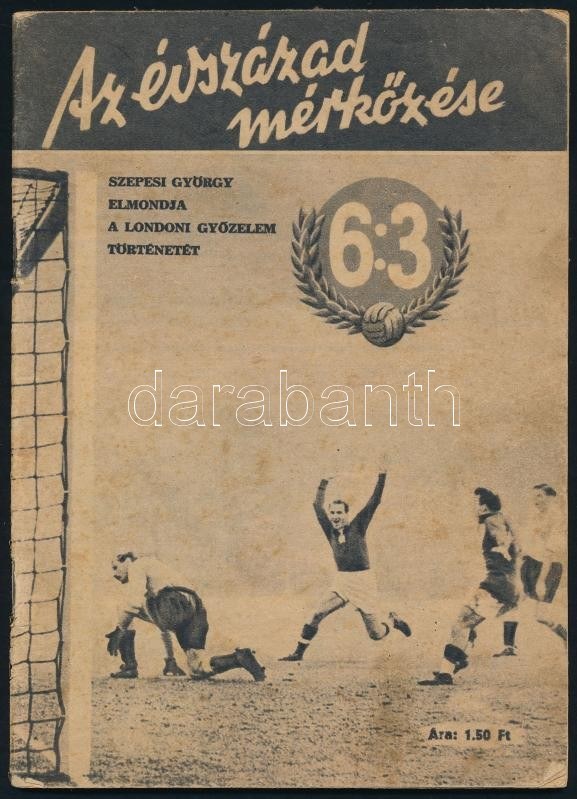 Az évszázad
mérkőzése
SZEPESI GYÖRGY
ELMONDJA
A LONDONI GYŐZELEM
TÖRTÉNETÉT
6:3
darabanth
Ára: 1.50 Ft